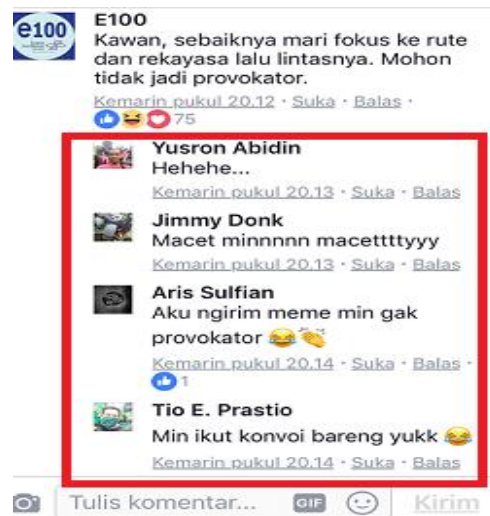 e100
E100
Kawan, sebaiknya mari fokus ke rute
dan rekayasa lalu lintasnya. Mohon
tidak jadi provokator.
Kemarin pukul 20.12 · Suka · Balas ·
75
Yusron Abidin
Hehehe...
Kemarin pukul 20.13 · Suka · Balas
Jimmy Donk
Macet minnnnn macettttyyy
Kemarin pukul 20.13 · Suka · Balas
Aris Sulfian
Aku ngirim meme min gak
provokator 😂👏
Kemarin pukul 20.14 · Suka · Balas ·
1
Tio E. Prastio
Min ikut konvoi bareng yukk 😂
Kemarin pukul 20.14 · Suka · Balas
Tulis komentar... GIF Kirim